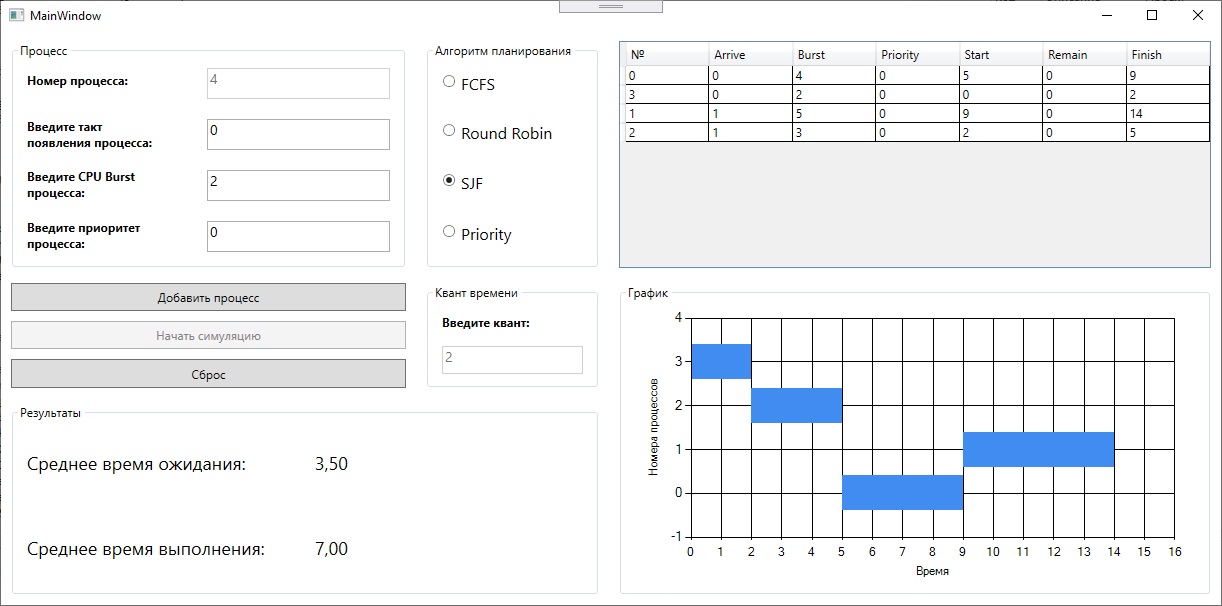 MainWindow
Процесс
Номер процесса:
4
Введите такт
появления процесса:
0
Введите CPU Burst
процесса:
2
Введите приоритет
процесса:
0
Алгоритм планирования
FCFS
Round Robin
SJF
Priority
№ Arrive Burst Priority Start Remain Finish
0 0 4 0 5 0 9
3 0 2 0 0 0 2
1 1 5 0 9 0 14
2 1 3 0 2 0 5
Добавить процесс
Начать симуляцию
Сброс
Квант времени
Введите квант:
2
Результаты
Среднее время ожидания: 3,50
Среднее время выполнения: 7,00
График
Номера процессов
4
3
2
1
0
-1
0 1 2 3 4 5 6 7 8 9 10 11 12 13 14 15 16
Время